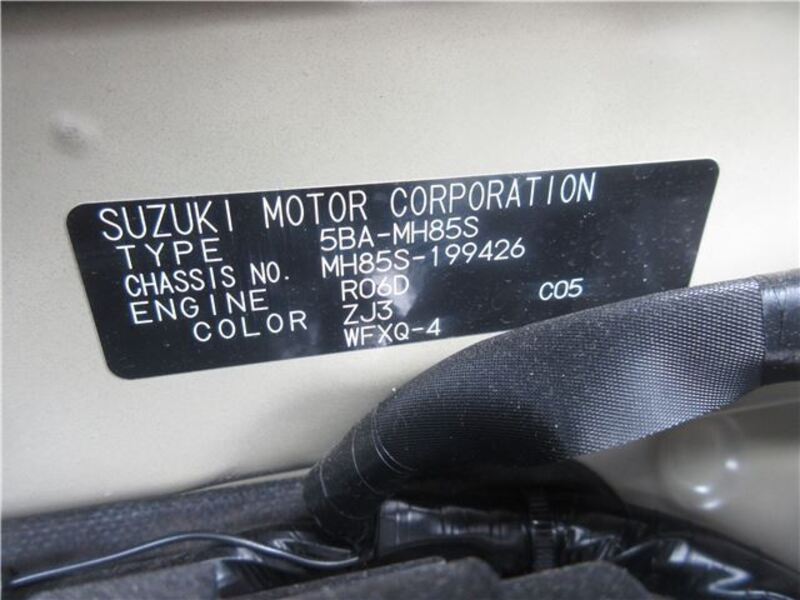 SUZUKI MOTOR CORPORATION
TYPE 5BA-MH85S
CHASSIS NO. MH85S-199426
ENGINE R06D C05
COLOR ZJ3
WFXQ-4